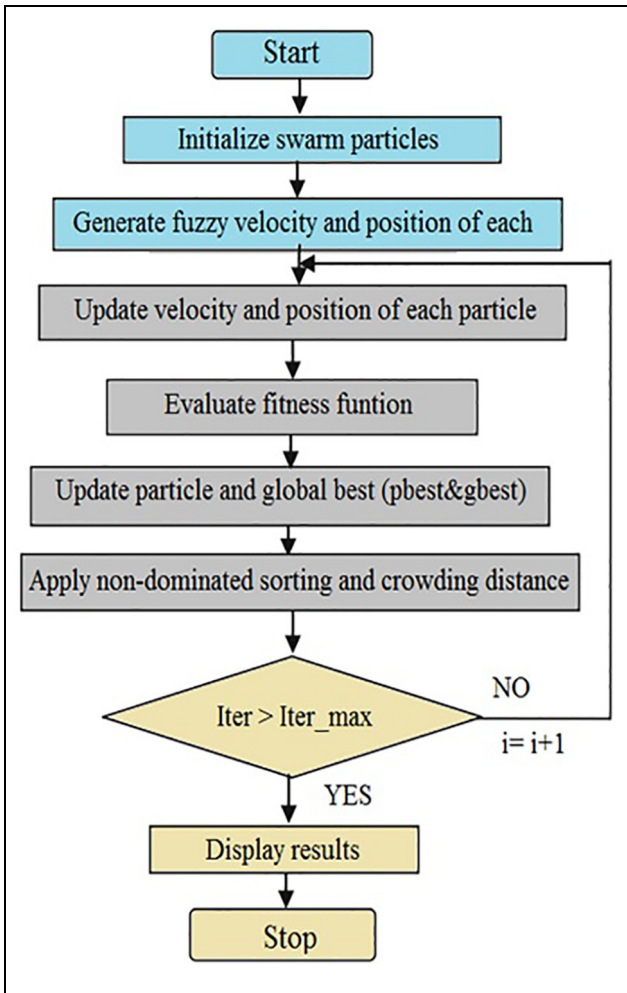 Start
Initialize swarm particles
Generate fuzzy velocity and position of each
Update velocity and position of each particle
Evaluate fitness funtion
Update particle and global best (pbest&gbest)
Apply non-dominated sorting and crowding distance
Iter > Iter_max
NO
i= i+1
YES
Display results
Stop